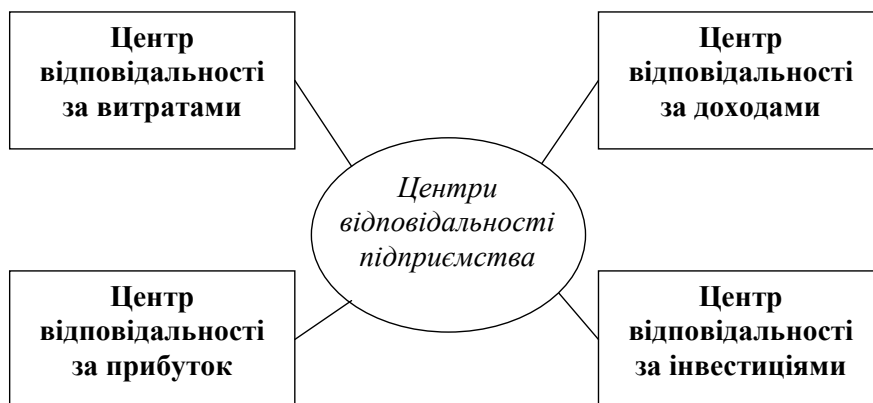 Центр
відповідальності
за витратами
Центр
відповідальності
за доходами
Центри
відповідальності
підприємства
Центр
відповідальності
за прибуток
Центр
відповідальності
за інвестиціями